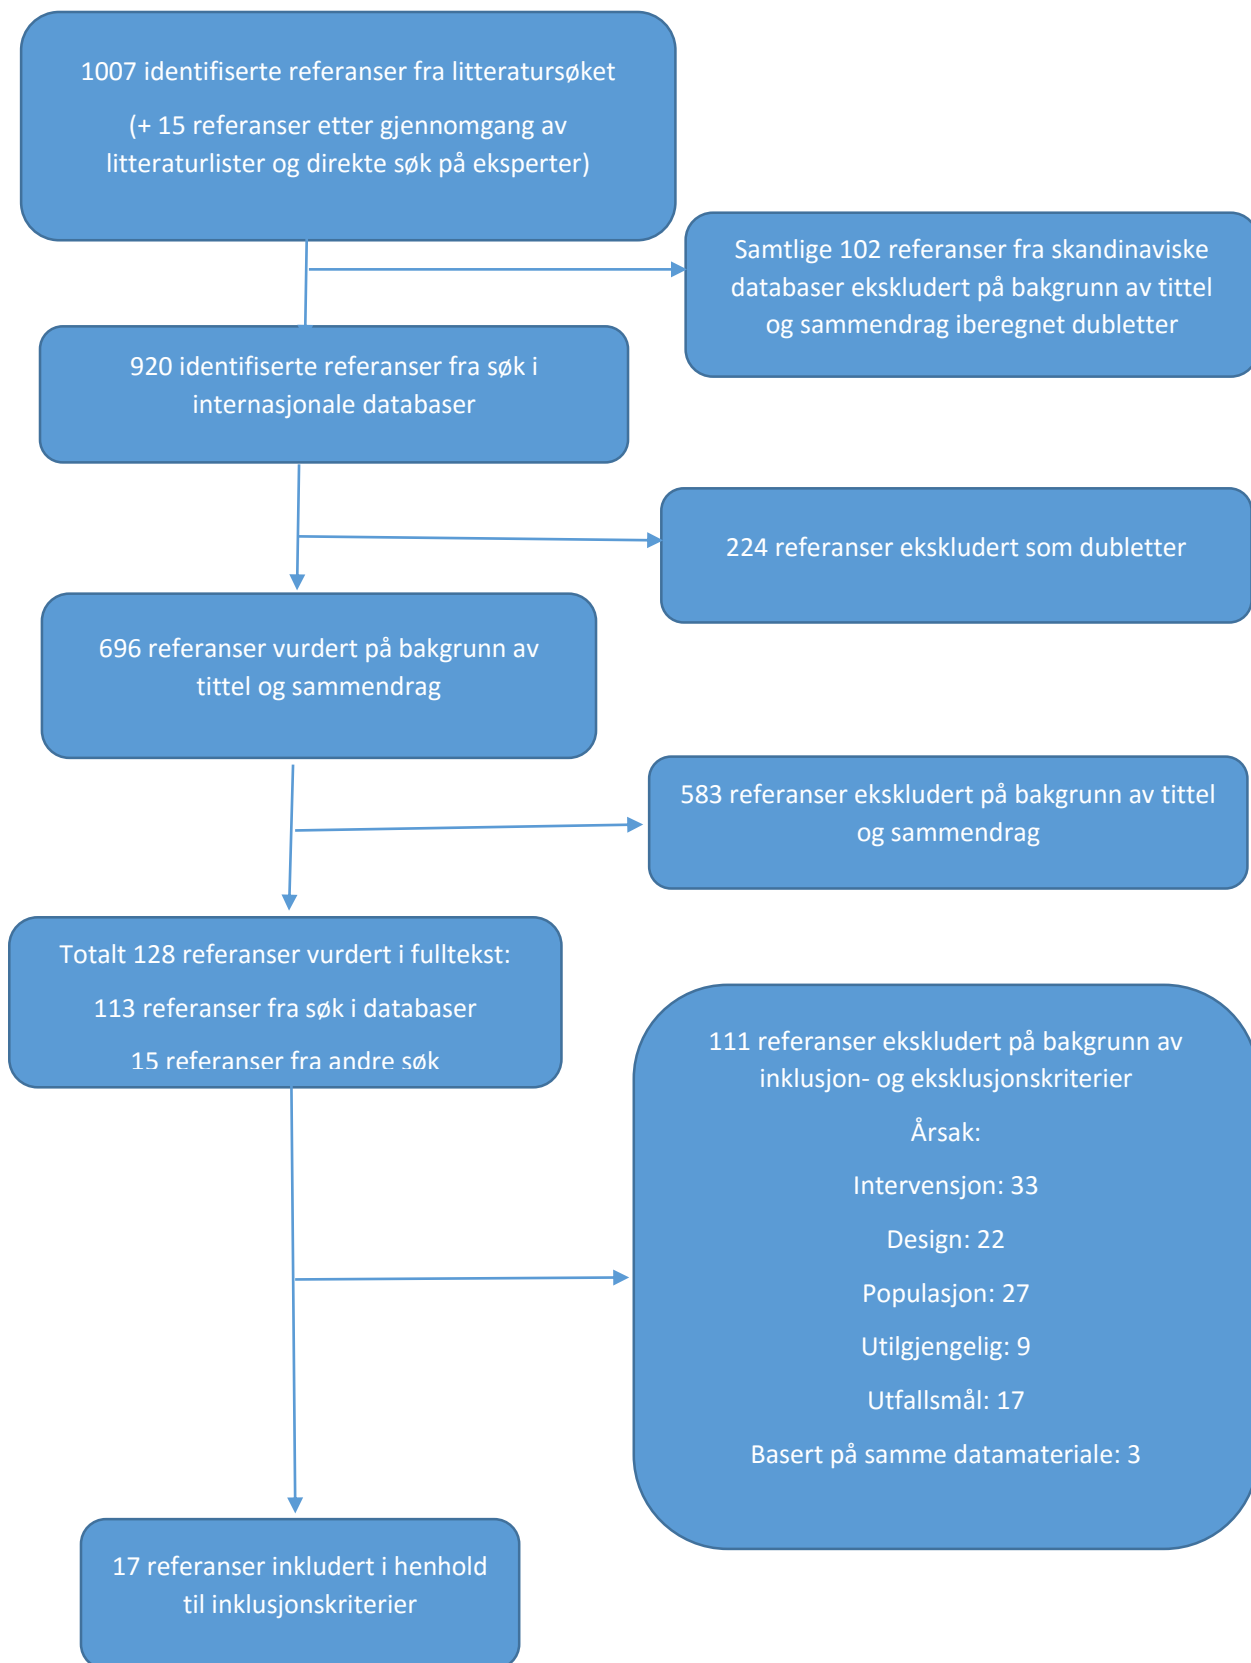 1007 identifiserte referanser fra litteratursøket
(+ 15 referanser etter gjennomgang av
litteraturlister og direkte søk på eksperter)
Samtlige 102 referanser fra skandinaviske
databaser ekskludert på bakgrunn av tittel
og sammendrag iberegnet dubletter
920 identifiserte referanser fra søk i
internasjonale databaser
224 referanser ekskludert som dubletter
696 referanser vurdert på bakgrunn av
tittel og sammendrag
583 referanser ekskludert på bakgrunn av tittel
og sammendrag
Totalt 128 referanser vurdert i fulltekst:
113 referanser fra søk i databaser
15 referanser fra andre søk
111 referanser ekskludert på bakgrunn av
inklusjon- og eksklusjonskriterier
Årsak:
Intervensjon: 33
Design: 22
Populasjon: 27
Utilgjengelig: 9
Utfallsmål: 17
Basert på samme datamateriale: 3
17 referanser inkludert i henhold
til inklusjonskriterier